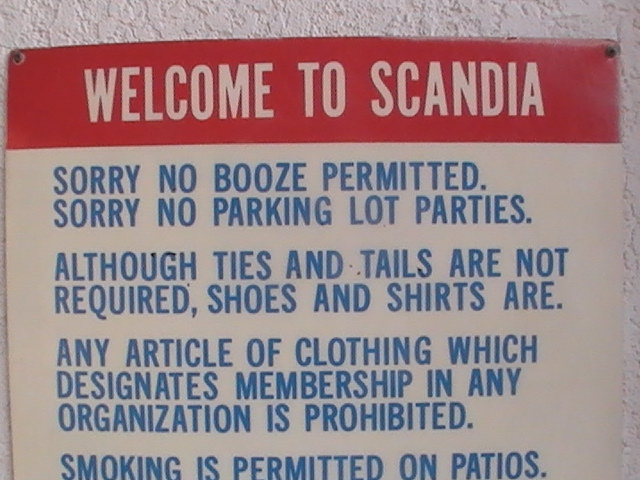 WELCOME TO SCANDIA
SORRY NO BOOZE PERMITTED.
SORRY NO PARKING LOT PARTIES.
ALTHOUGH TIES AND TAILS ARE NOT
REQUIRED, SHOES AND SHIRTS ARE.
ANY ARTICLE OF CLOTHING WHICH
DESIGNATES MEMBERSHIP IN ANY
ORGANIZATION IS PROHIBITED.
SMOKING IS PERMITTED ON PATIOS.